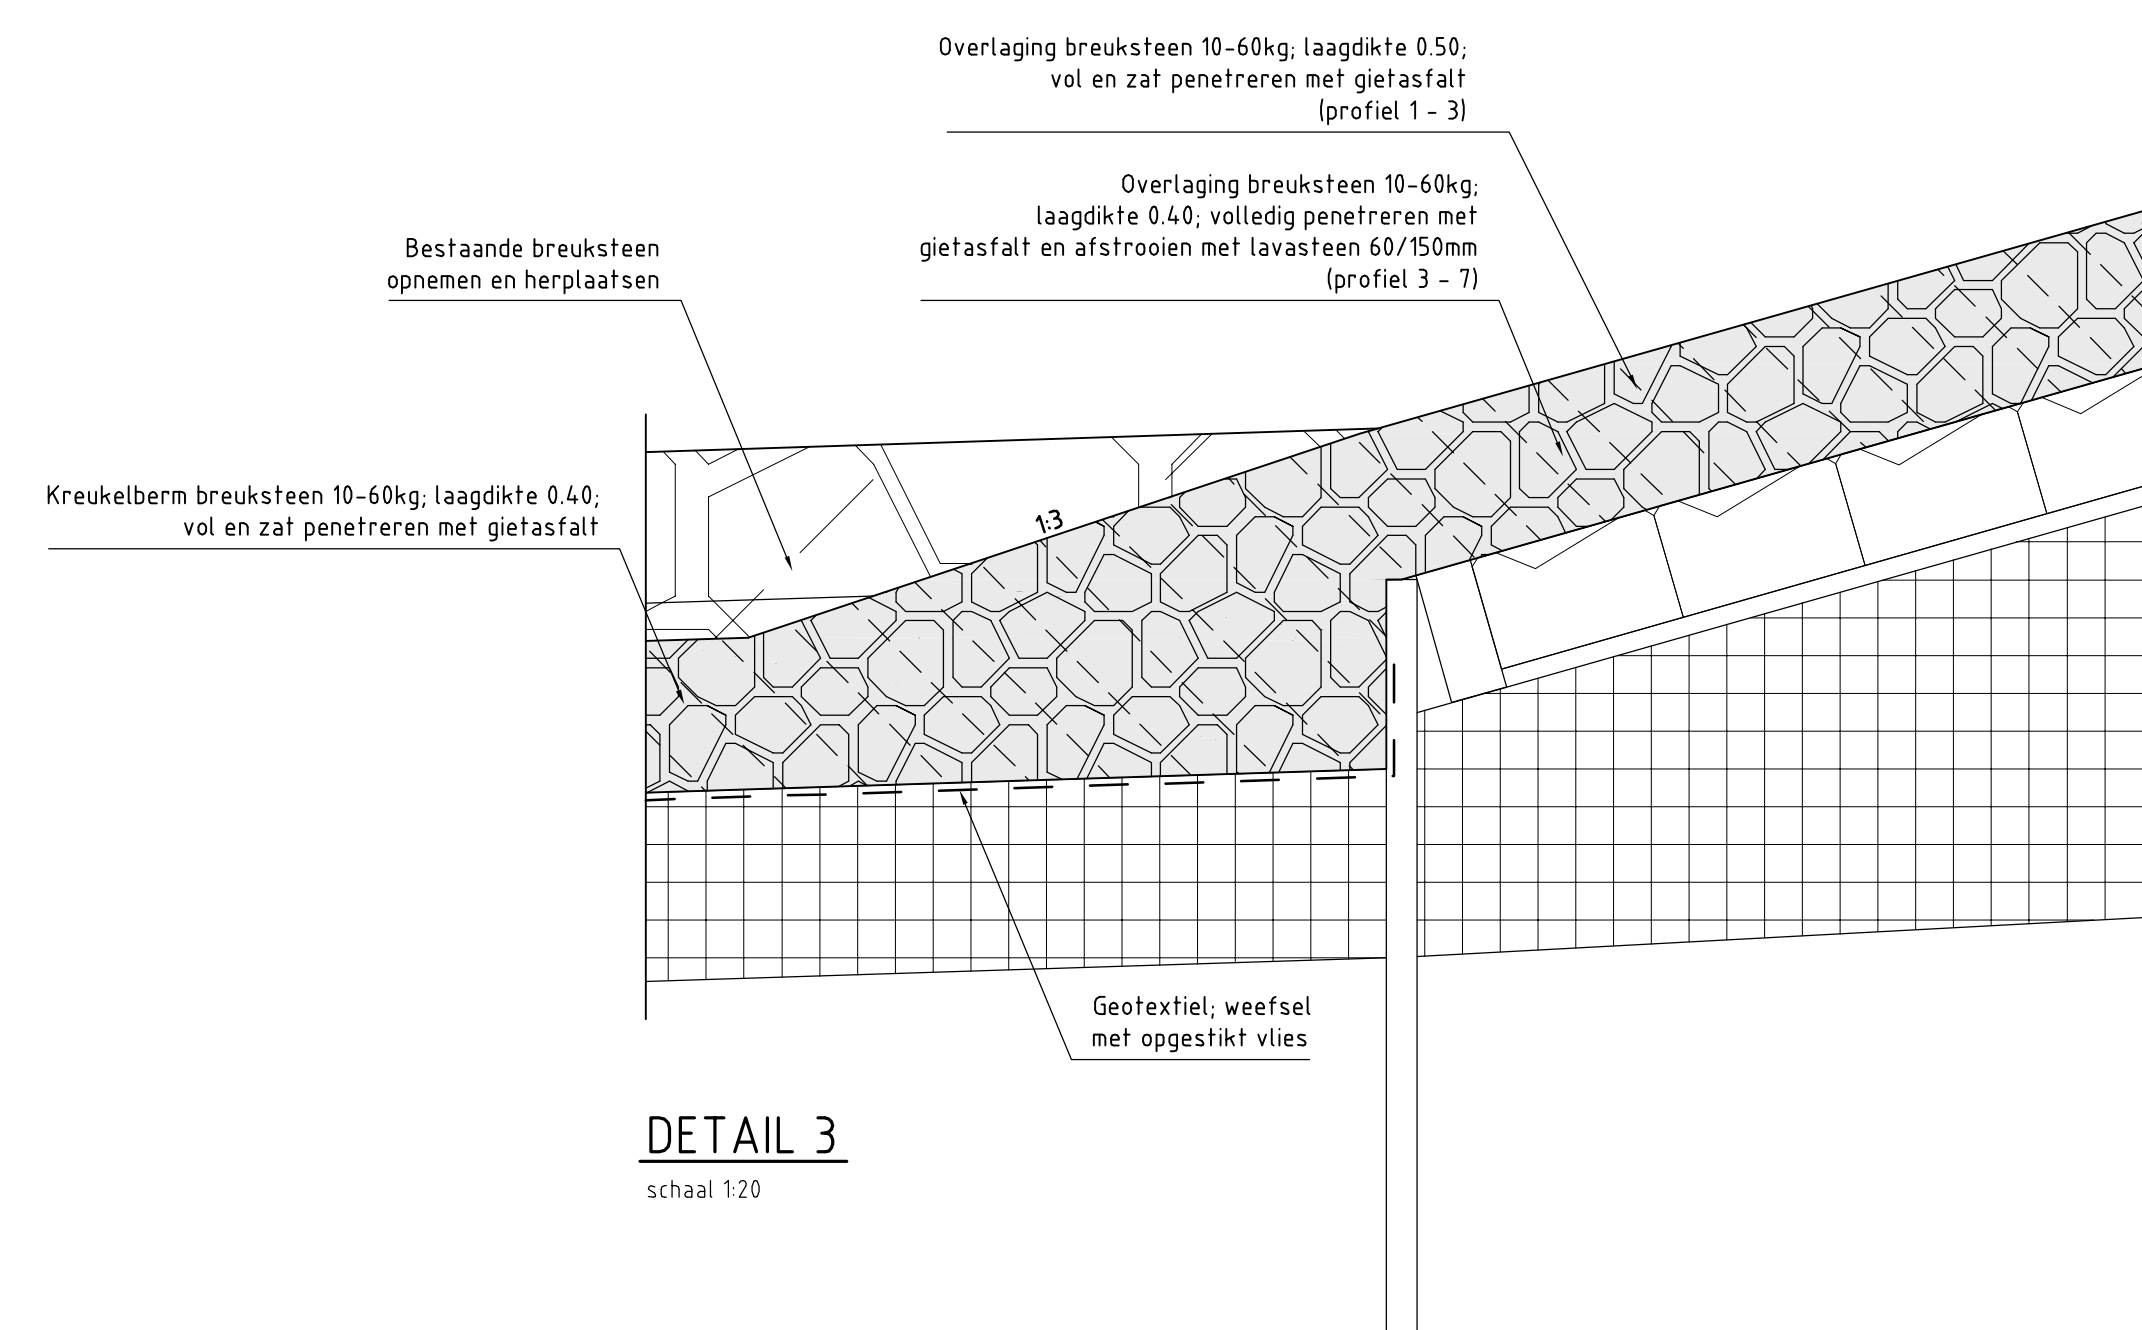 Overlaging breuksteen 10-60kg; laagdikte 0.50;
vol en zat penetreren met gietasfalt
(profiel 1 - 3)
Overlaging breuksteen 10-60kg;
laagdikte 0.40; volledig penetreren met
gietasfalt en afstrooien met lavasteen 60/150mm
(profiel 3 - 7)
Bestaande breuksteen
opnemen en herplaatsen
Kreukelberm breuksteen 10-60kg; laagdikte 0.40;
vol en zat penetreren met gietasfalt
1:3
Geotextiel; weefsel
met opgestikt vlies
DETAIL 3
schaal 1:20